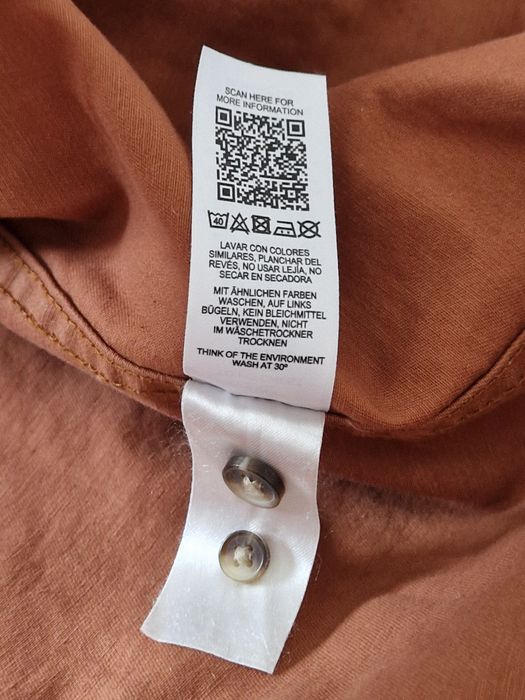 SCAN HERE FOR
MORE INFORMATION
40
LAVAR CON COLORES
SIMILARES, PLANCHAR DEL
REVÉS, NO USAR LEJÍA, NO
SECAR EN SECADORA
MIT ÄHNLICHEN FARBEN
WASCHEN, AUF LINKS
BÜGELN, KEIN BLEICHMITTEL
VERWENDEN, NICHT
IM WÄSCHETROCKNER
TROCKNEN
THINK OF THE ENVIRONMENT
WASH AT 30°